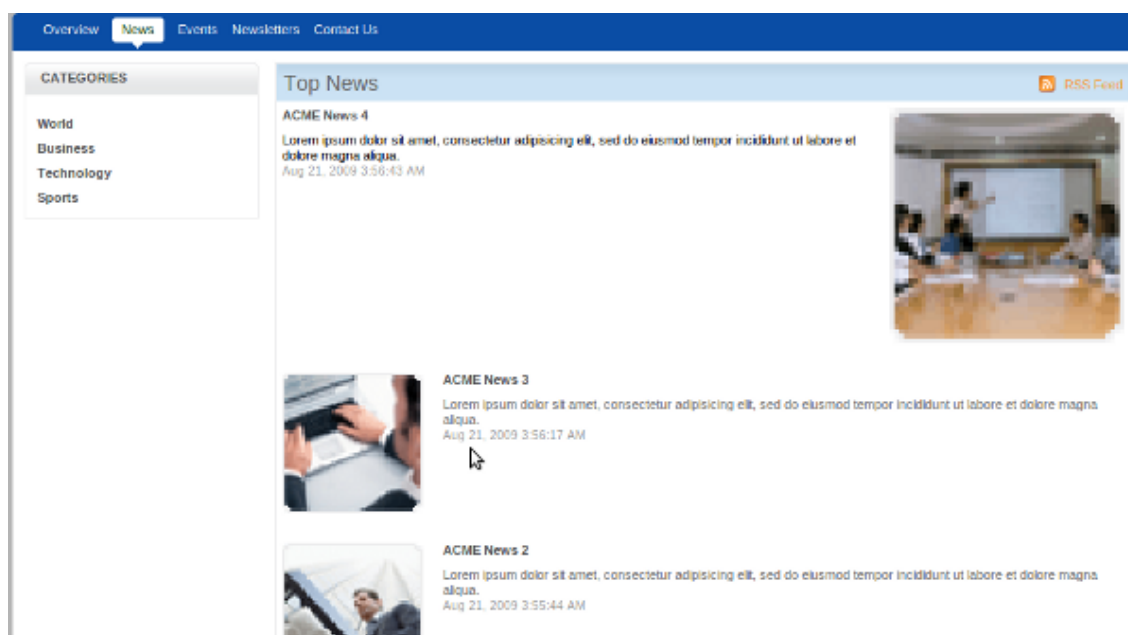 Overview News Events Newsletters Contact Us
CATEGORIES
World
Business
Technology
Sports
Top News
RSS Feed
ACME News 4
Lorem ipsum dolor sit amet, consectetur adipisicing elit, sed do eiusmod tempor incididunt ut labore et
dolore magna aliqua.
Aug 21, 2009 3:56:43 AM
ACME News 3
Lorem ipsum dolor sit amet, consectetur adipisicing elit, sed do eiusmod tempor incididunt ut labore et dolore magna
aliqua.
Aug 21, 2009 3:56:17 AM
ACME News 2
Lorem ipsum dolor sit amet, consectetur adipisicing elit, sed do eiusmod tempor incididunt ut labore et dolore magna
aliqua.
Aug 21, 2009 3:55:44 AM